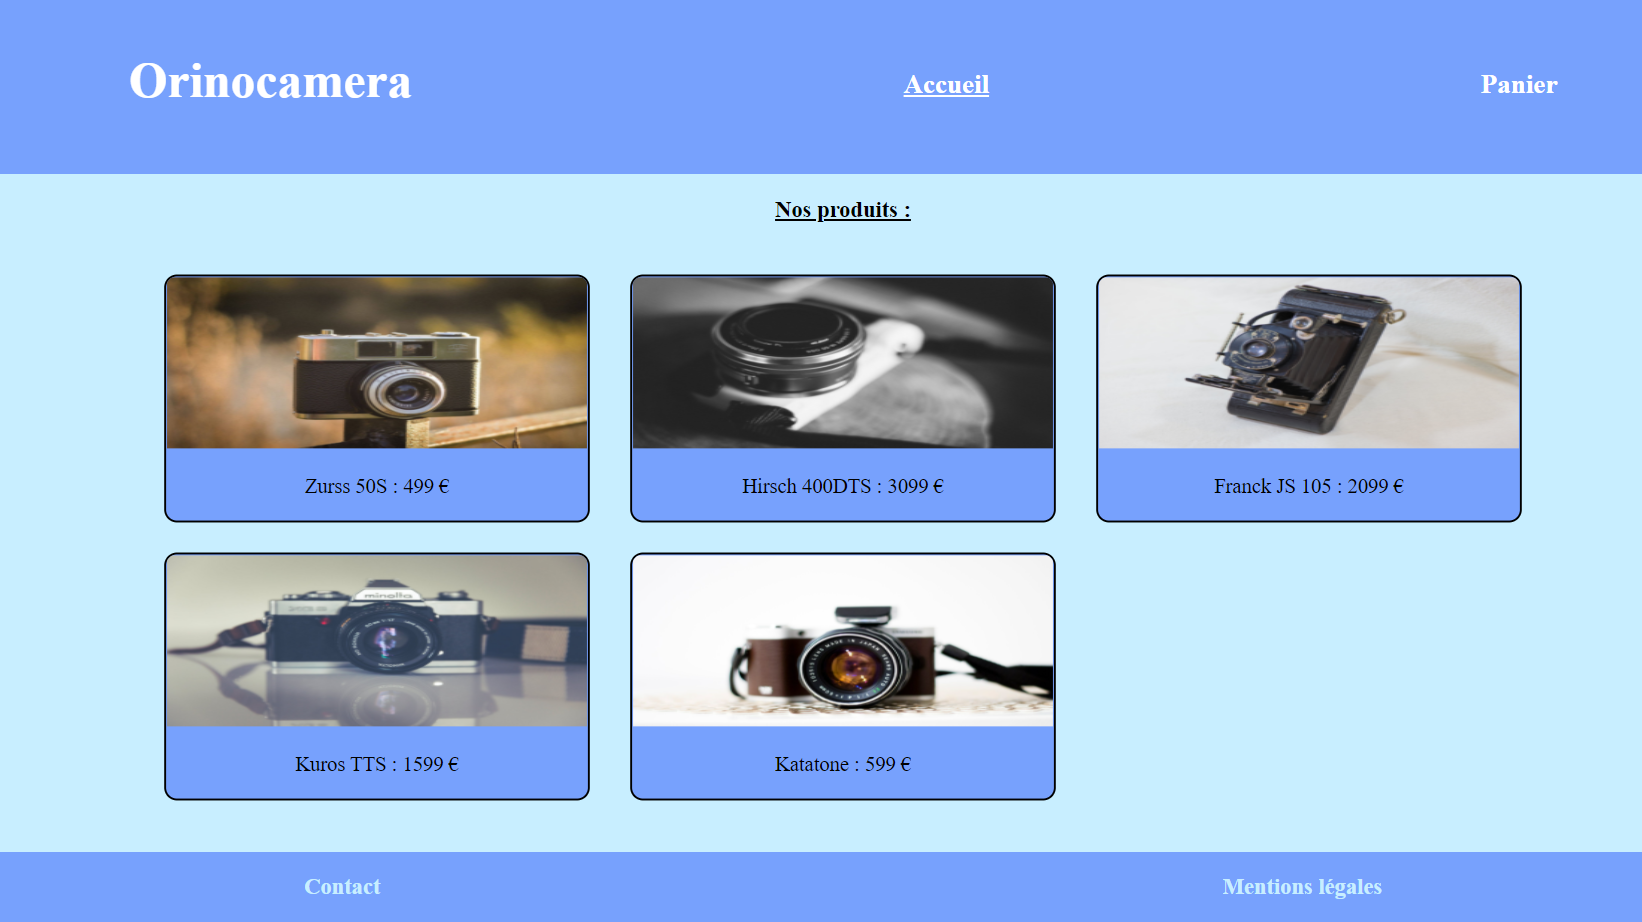 Orinocamera
Accueil
Panier
Nos produits :
Zurss 50S : 499 €
Hirsch 400DTS : 3099 €
Franck JS 105 : 2099 €
minolta
Kuros TTS : 1599 €
Katatone : 599 €
Contact
Mentions légales